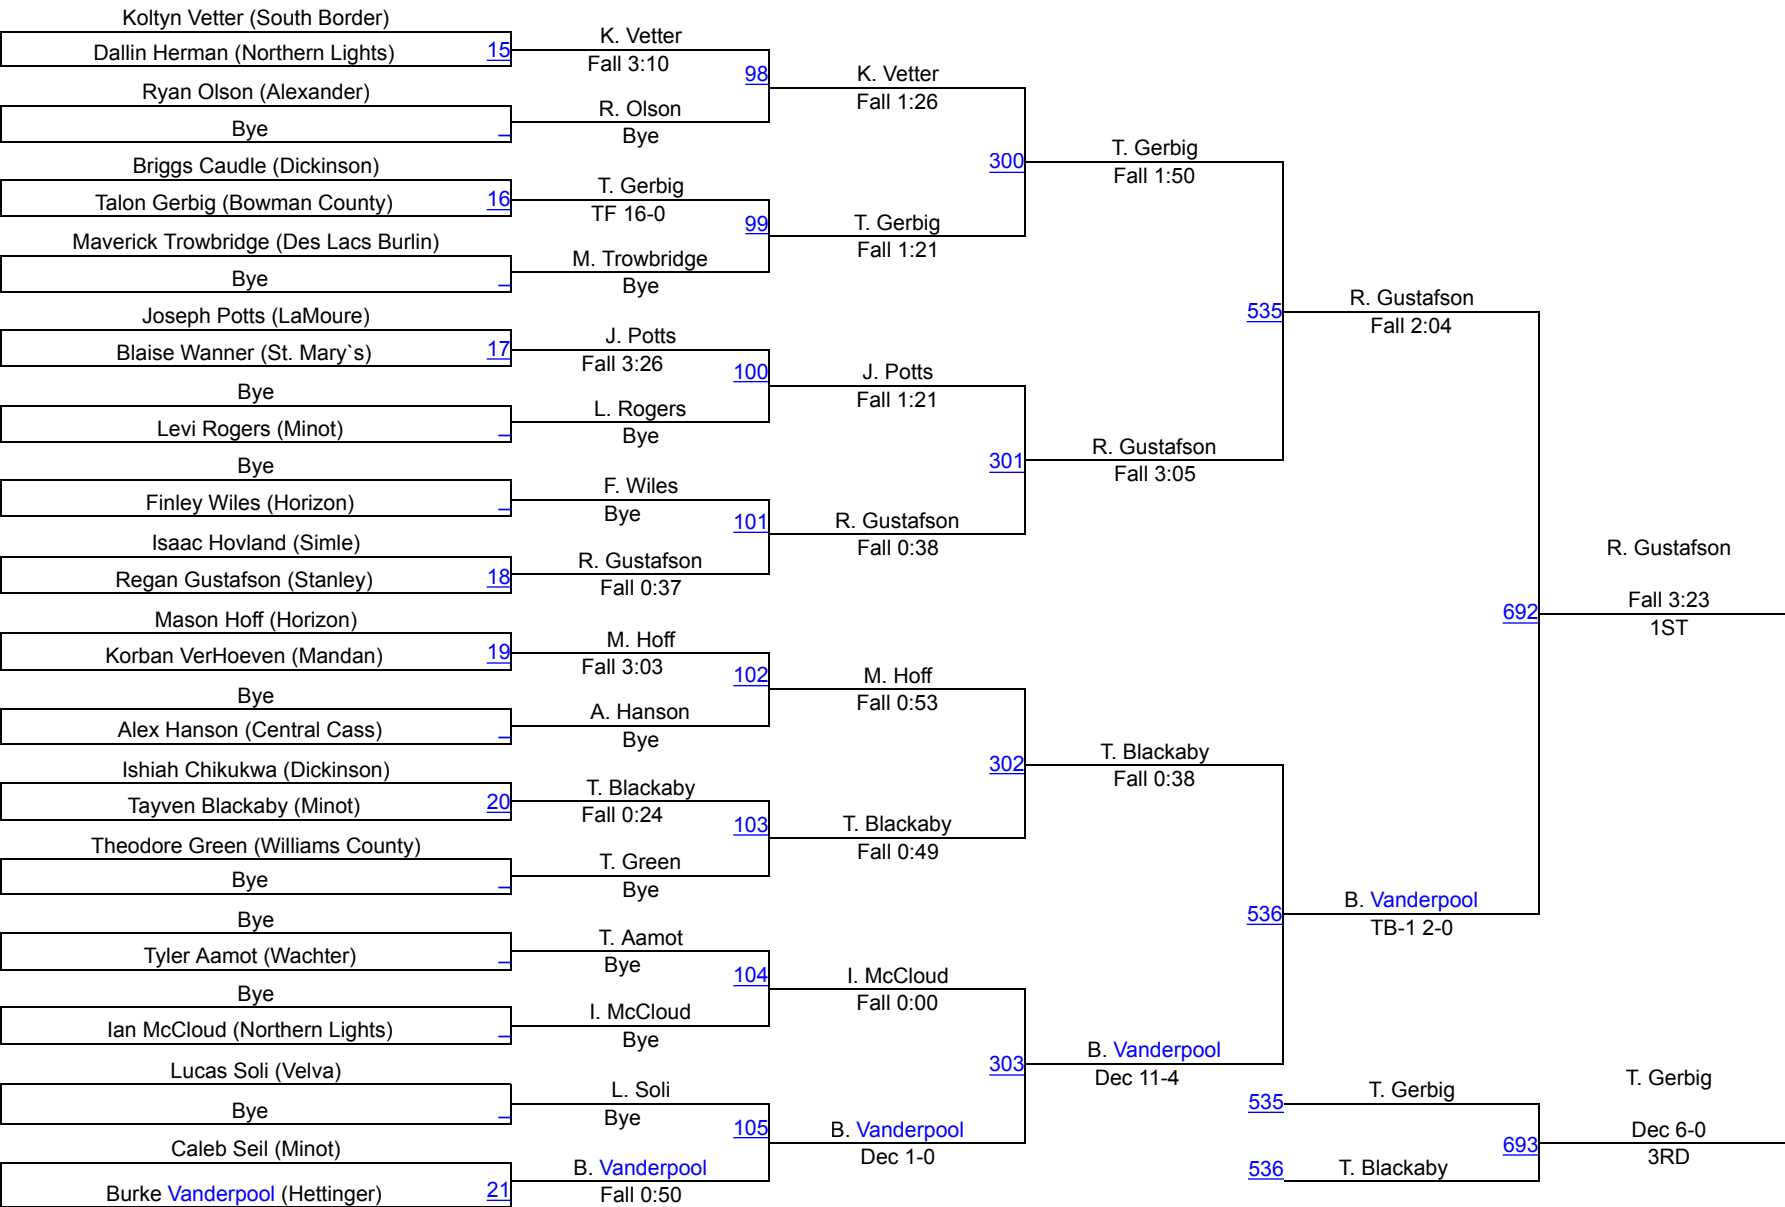 Koltyn Vetter (South Border)
Dallin Herman (Northern Lights) 15
Ryan Olson (Alexander)
Bye
Briggs Caudle (Dickinson)
Talon Gerbig (Bowman County) 16
Maverick Trowbridge (Des Lacs Burlin)
Bye
Joseph Potts (LaMoure)
Blaise Wanner (St. Mary`s) 17
Bye
Levi Rogers (Minot)
Bye
Finley Wiles (Horizon)
Isaac Hovland (Simle)
Regan Gustafson (Stanley) 18
Mason Hoff (Horizon)
Korban VerHoeven (Mandan) 19
Bye
Alex Hanson (Central Cass)
Ishiah Chikukwa (Dickinson)
Tayven Blackaby (Minot) 20
Theodore Green (Williams County)
Bye
Bye
Tyler Aamot (Wachter)
Bye
Ian McCloud (Northern Lights)
Lucas Soli (Velva)
Bye
Caleb Seil (Minot)
Burke Vanderpool (Hettinger) 21
K. Vetter
Fall 3:10
98
R. Olson
Bye
T. Gerbig
TF 16-0
99
M. Trowbridge
Bye
J. Potts
Fall 3:26
100
L. Rogers
Bye
F. Wiles
Bye
101
R. Gustafson
Fall 0:37
M. Hoff
Fall 3:03
102
A. Hanson
Bye
T. Blackaby
Fall 0:24
103
T. Green
Bye
T. Aamot
Bye
104
I. McCloud
Bye
L. Soli
Bye
105
B. Vanderpool
Fall 0:50
K. Vetter
Fall 1:26
300
T. Gerbig
Fall 1:21
J. Potts
Fall 1:21
301
R. Gustafson
Fall 0:38
M. Hoff
Fall 0:53
302
T. Blackaby
Fall 0:49
I. McCloud
Fall 0:00
303
B. Vanderpool
Dec 1-0
T. Gerbig
Fall 1:50
535
R. Gustafson
Fall 3:05
T. Blackaby
Fall 0:38
536
B. Vanderpool
Dec 11-4
R. Gustafson
Fall 2:04
692
B. Vanderpool
TB-1 2-0
R. Gustafson
Fall 3:23
1ST
535 T. Gerbig
693
536 T. Blackaby
T. Gerbig
Dec 6-0
3RD